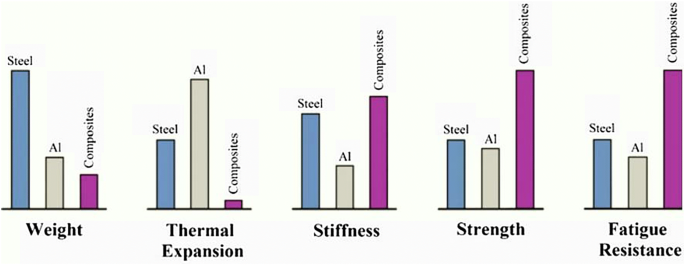 Steel
Al
Composites
Weight
Steel
Al
Composites
Thermal
Expansion
Steel
Al
Composites
Stiffness
Steel
Al
Composites
Strength
Steel
Al
Composites
Fatigue
Resistance